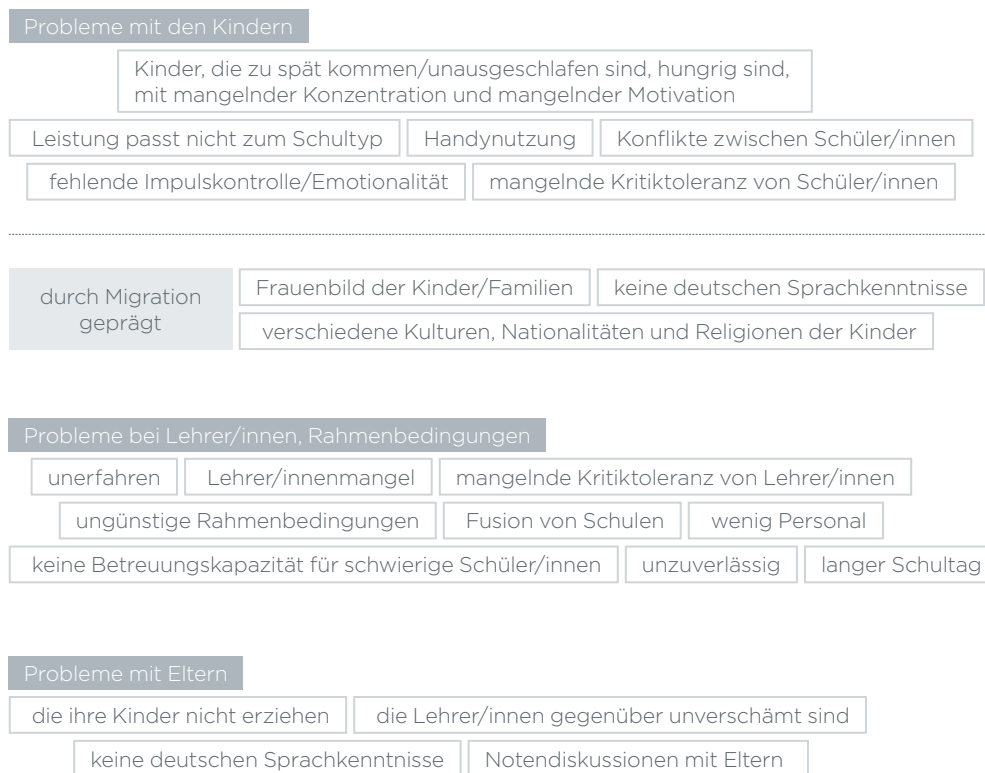 Probleme mit den Kindern
Kinder, die zu spät kommen/unausgeschlafen sind, hungrig sind,
mit mangelnder Konzentration und mangelnder Motivation
Leistung passt nicht zum Schultyp Handynutzung Konflikte zwischen Schüler/innen
fehlende Impulskontrolle/Emotionalität mangelnde Kritiktoleranz von Schüler/innen
durch Migration
geprägt
Frauenbild der Kinder/Familien keine deutschen Sprachkenntnisse
verschiedene Kulturen, Nationalitäten und Religionen der Kinder
Probleme bei Lehrer/innen, Rahmenbedingungen
unerfahren Lehrer/innenmangel mangelnde Kritiktoleranz von Lehrer/innen
ungünstige Rahmenbedingungen Fusion von Schulen wenig Personal
keine Betreuungskapazität für schwierige Schüler/innen unzuverlässig langer Schultag
Probleme mit Eltern
die ihre Kinder nicht erziehen die Lehrer/innen gegenüber unverschämt sind
keine deutschen Sprachkenntnisse Notendiskussionen mit Eltern